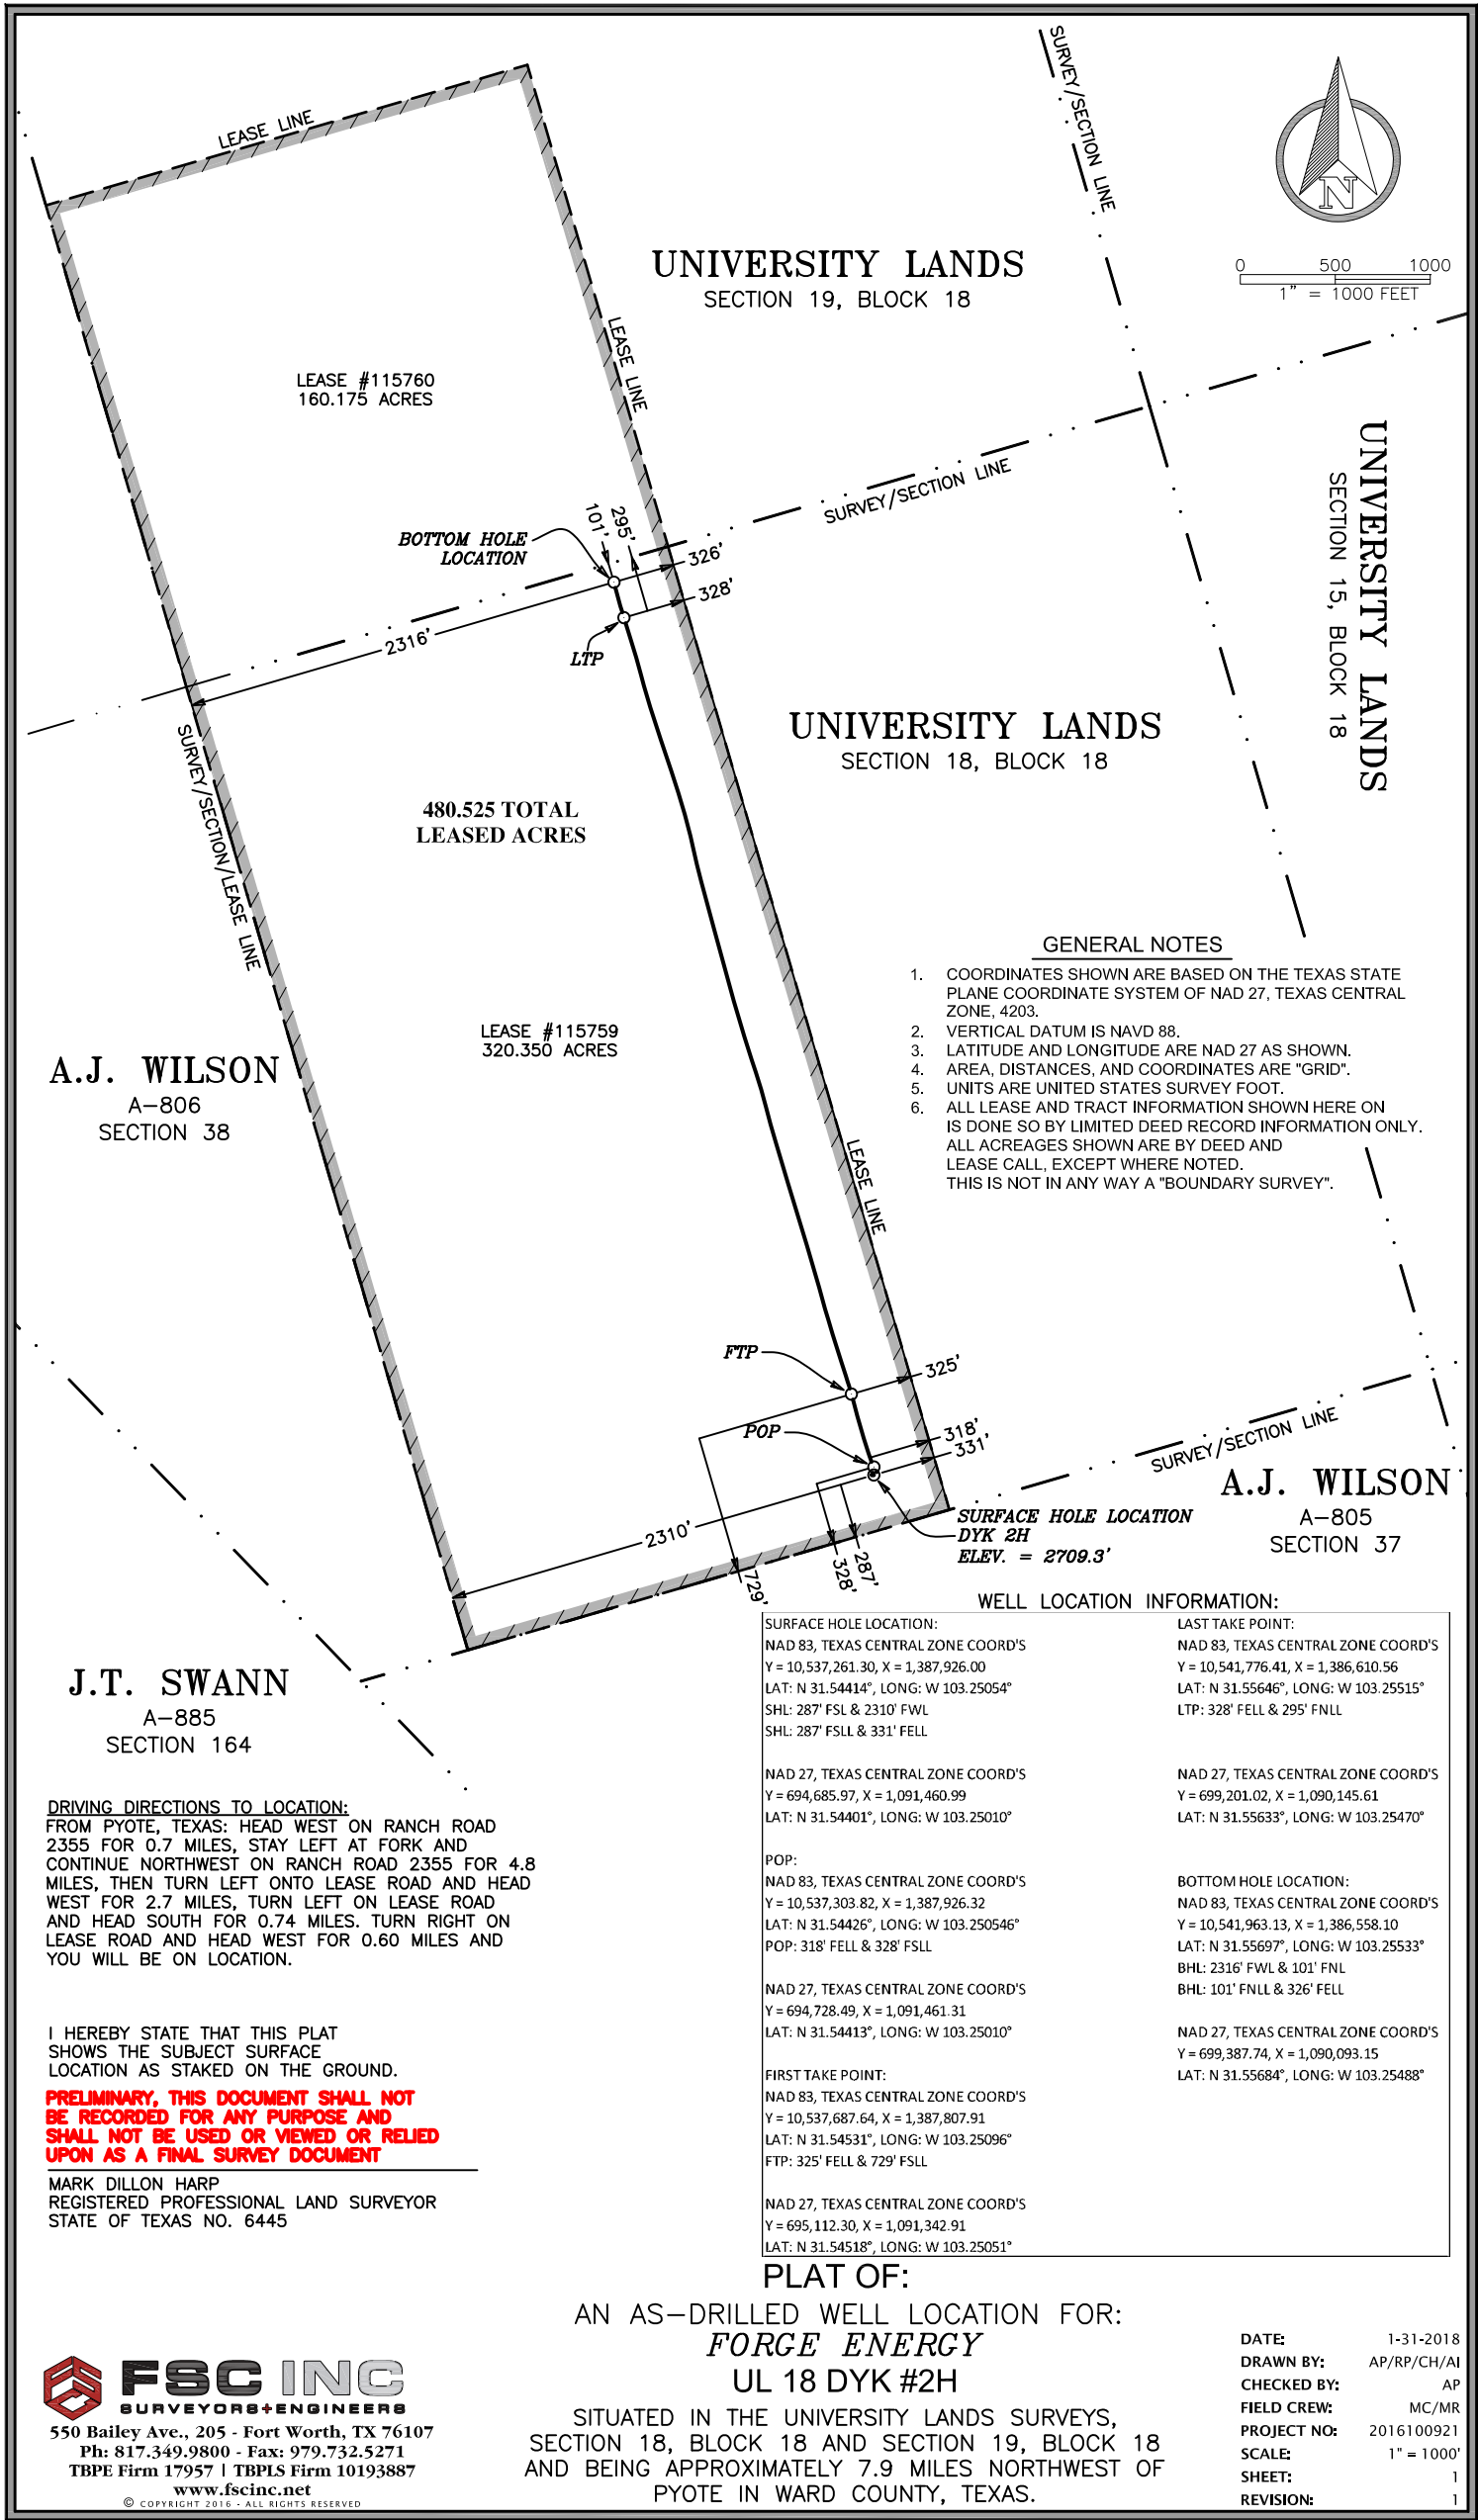 SURVEY/SECTION LINE
LEASE LINE
N
0 500 1000
1" = 1000 FEET
UNIVERSITY LANDS
SECTION 19, BLOCK 18
LEASE LINE
LEASE #115760
160.175 ACRES
SURVEY/SECTION LINE
UNIVERSITY LANDS
SECTION 15, BLOCK 18
BOTTOM HOLE
LOCATION
101'
295'
326'
328'
2316'
LTP
UNIVERSITY LANDS
SECTION 18, BLOCK 18
SURVEY/SECTION/LEASE LINE
480.525 TOTAL
LEASED ACRES
GENERAL NOTES
1. COORDINATES SHOWN ARE BASED ON THE TEXAS STATE
PLANE COORDINATE SYSTEM OF NAD 27, TEXAS CENTRAL
ZONE, 4203.
2. VERTICAL DATUM IS NAVD 88.
3. LATITUDE AND LONGITUDE ARE NAD 27 AS SHOWN.
4. AREA, DISTANCES, AND COORDINATES ARE "GRID".
5. UNITS ARE UNITED STATES SURVEY FOOT.
6. ALL LEASE AND TRACT INFORMATION SHOWN HERE ON
IS DONE SO BY LIMITED DEED RECORD INFORMATION ONLY.
ALL ACREAGES SHOWN ARE BY DEED AND
LEASE CALL, EXCEPT WHERE NOTED.
THIS IS NOT IN ANY WAY A "BOUNDARY SURVEY".
LEASE #115759
320.350 ACRES
A.J. WILSON
A-806
SECTION 38
LEASE LINE
FTP
325'
POP
318'
331'
SURVEY/SECTION LINE
A.J. WILSON
A-805
SECTION 37
2310'
SURFACE HOLE LOCATION
DYK 2H
ELEV. = 2709.3'
729'
328'
287'
J.T. SWANN
A-885
SECTION 164
WELL LOCATION INFORMATION:
SURFACE HOLE LOCATION:
NAD 83, TEXAS CENTRAL ZONE COORD'S
Y = 10,537,261.30, X = 1,387,926.00
LAT: N 31.54414°, LONG: W 103.25054°
SHL: 287' FSL & 2310' FWL
SHL: 287' FSLL & 331' FELL
NAD 27, TEXAS CENTRAL ZONE COORD'S
Y = 694,685.97, X = 1,091,460.99
LAT: N 31.54401°, LONG: W 103.25010°
POP:
NAD 83, TEXAS CENTRAL ZONE COORD'S
Y = 10,537,303.82, X = 1,387,926.32
LAT: N 31.54426°, LONG: W 103.250546°
POP: 318' FELL & 328' FSLL
NAD 27, TEXAS CENTRAL ZONE COORD'S
Y = 694,728.49, X = 1,091,461.31
LAT: N 31.54413°, LONG: W 103.25010°
FIRST TAKE POINT:
NAD 83, TEXAS CENTRAL ZONE COORD'S
Y = 10,537,687.64, X = 1,387,807.91
LAT: N 31.54531°, LONG: W 103.25096°
FTP: 325' FELL & 729' FSLL
NAD 27, TEXAS CENTRAL ZONE COORD'S
Y = 695,112.30, X = 1,091,342.91
LAT: N 31.54518°, LONG: W 103.25051°
LAST TAKE POINT:
NAD 83, TEXAS CENTRAL ZONE COORD'S
Y = 10,541,776.41, X = 1,386,610.56
LAT: N 31.55646°, LONG: W 103.25515°
LTP: 328' FELL & 295' FNLL
NAD 27, TEXAS CENTRAL ZONE COORD'S
Y = 699,201.02, X = 1,090,145.61
LAT: N 31.55633°, LONG: W 103.25470°
BOTTOM HOLE LOCATION:
NAD 83, TEXAS CENTRAL ZONE COORD'S
Y = 10,541,963.13, X = 1,386,558.10
LAT: N 31.55697°, LONG: W 103.25533°
BHL: 2316' FWL & 101' FNL
BHL: 101' FNLL & 326' FELL
NAD 27, TEXAS CENTRAL ZONE COORD'S
Y = 699,387.74, X = 1,090,093.15
LAT: N 31.55684°, LONG: W 103.25488°
DRIVING DIRECTIONS TO LOCATION:
FROM PYOTE, TEXAS: HEAD WEST ON RANCH ROAD
2355 FOR 0.7 MILES, STAY LEFT AT FORK AND
CONTINUE NORTHWEST ON RANCH ROAD 2355 FOR 4.8
MILES, THEN TURN LEFT ONTO LEASE ROAD AND HEAD
WEST FOR 2.7 MILES, TURN LEFT ON LEASE ROAD
AND HEAD SOUTH FOR 0.74 MILES. TURN RIGHT ON
LEASE ROAD AND HEAD WEST FOR 0.60 MILES AND
YOU WILL BE ON LOCATION.
I HEREBY STATE THAT THIS PLAT
SHOWS THE SUBJECT SURFACE
LOCATION AS STAKED ON THE GROUND.
PRELIMINARY, THIS DOCUMENT SHALL NOT
BE RECORDED FOR ANY PURPOSE AND
SHALL NOT BE USED OR VIEWED OR RELIED
UPON AS A FINAL SURVEY DOCUMENT
MARK DILLON HARP
REGISTERED PROFESSIONAL LAND SURVEYOR
STATE OF TEXAS NO. 6445
PLAT OF:
AN AS-DRILLED WELL LOCATION FOR:
FORGE ENERGY
UL 18 DYK #2H
SITUATED IN THE UNIVERSITY LANDS SURVEYS,
SECTION 18, BLOCK 18 AND SECTION 19, BLOCK 18
AND BEING APPROXIMATELY 7.9 MILES NORTHWEST OF
PYOTE IN WARD COUNTY, TEXAS.
FSC INC
SURVEYORS+ENGINEERS
550 Bailey Ave., 205 - Fort Worth, TX 76107
Ph: 817.349.9800 - Fax: 979.732.5271
TBPE Firm 17957 | TBPLS Firm 10193887
www.fscinc.net
© COPYRIGHT 2016 - ALL RIGHTS RESERVED
DATE: 1-31-2018
DRAWN BY: AP/RP/CH/AI
CHECKED BY: AP
FIELD CREW: MC/MR
PROJECT NO: 2016100921
SCALE: 1" = 1000'
SHEET: 1
REVISION: 1